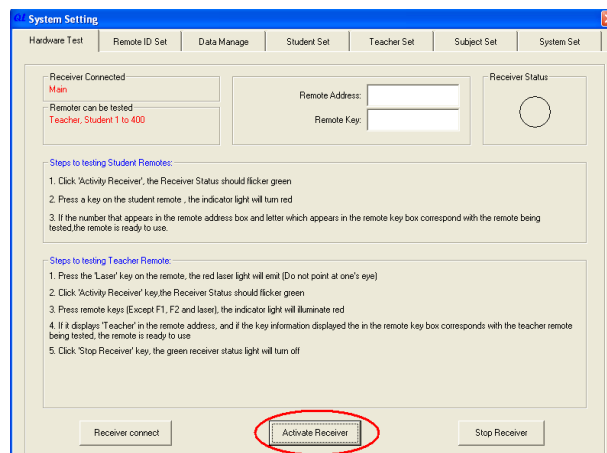 System Setting
Hardware Test
Remote ID Set
Data Manage
Student Set
Teacher Set
Subject Set
System Set
Receiver Connected
Main
Remoter can be tested
Teacher, Student 1 to 400
Remote Address:
Remote Key:
Receiver Status
Steps to testing Student Remotes:
1. Click 'Activity Receiver', the Receiver Status should flicker green
2. Press a key on the student remote , the indicator light will turn red
3. If the number that appears in the remote address box and letter which appears in the remote key box correspond with the remote being
tested,the remote is ready to use.
Steps to testing Teacher Remote:
1. Press the 'Laser' key on the remote, the red laser light will emit (Do not point at one's eye)
2. Click 'Activity Receiver' key,the Receiver Status should flicker green
3. Press remote keys (Except F1, F2 and laser), the indicator light will illuminate red
4. If it displays 'Teacher' in the remote address, and if the key information displayed the in the remote key box corresponds with the teacher remote
being tested, the remote is ready to use
5. Click 'Stop Receiver' key, the green receiver status light will turn off
Receiver connect
Activate Receiver
Stop Receiver